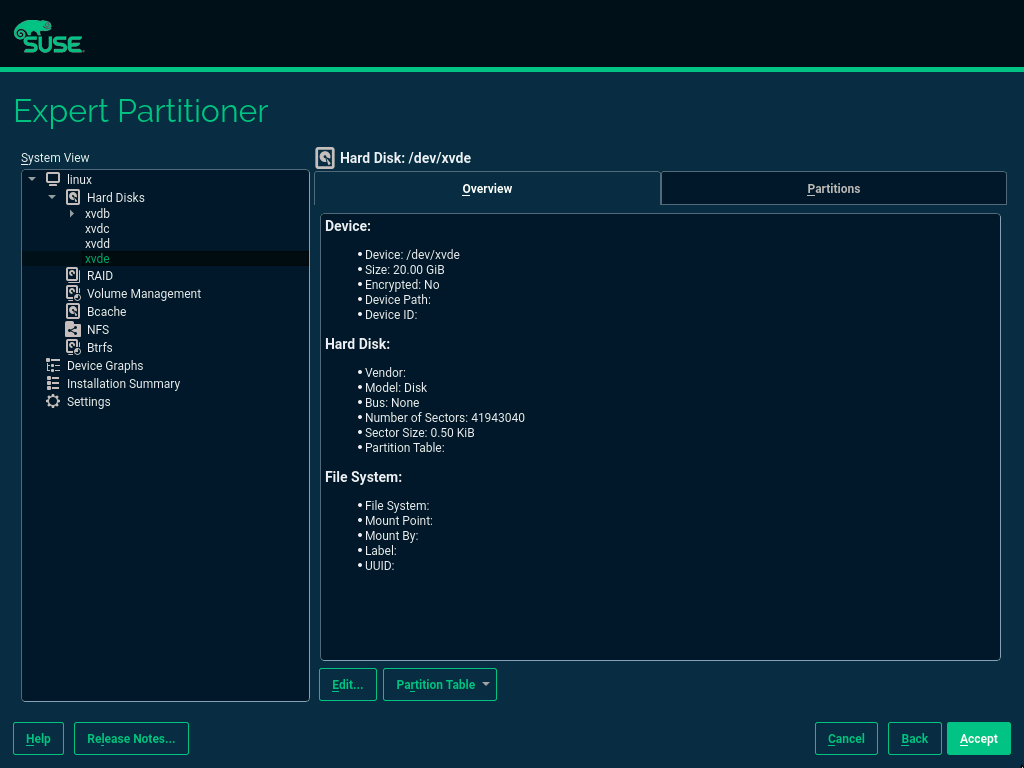 SUSE
Expert Partitioner
System View
linux
Hard Disks
xvdb
xvdc
xvdd
xvde
RAID
Volume Management
Bcache
NFS
Btrfs
Device Graphs
Installation Summary
Settings
Hard Disk: /dev/xvde
Overview
Partitions
Device:
• Device: /dev/xvde
• Size: 20.00 GiB
• Encrypted: No
• Device Path:
• Device ID:
Hard Disk:
• Vendor:
• Model: Disk
• Bus: None
• Number of Sectors: 41943040
• Sector Size: 0.50 KiB
• Partition Table:
File System:
• File System:
• Mount Point:
• Mount By:
• Label:
• UUID:
Edit...
Partition Table
Help
Release Notes...
Cancel
Back
Accept